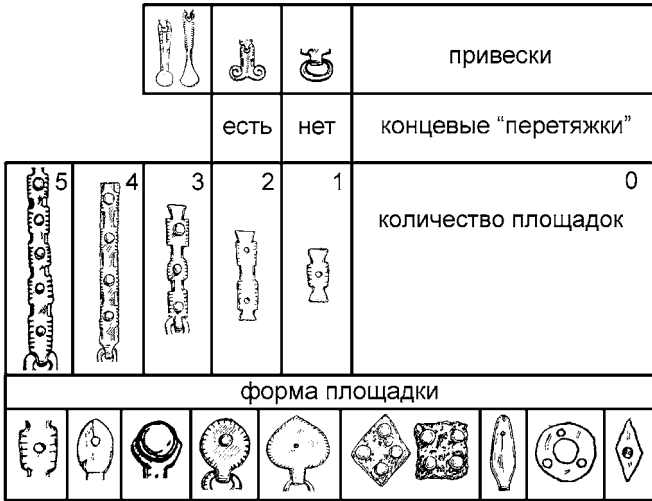 привески
есть нет концевые “перетяжки”
5 4 3 2 1 0
количество площадок
форма площадки